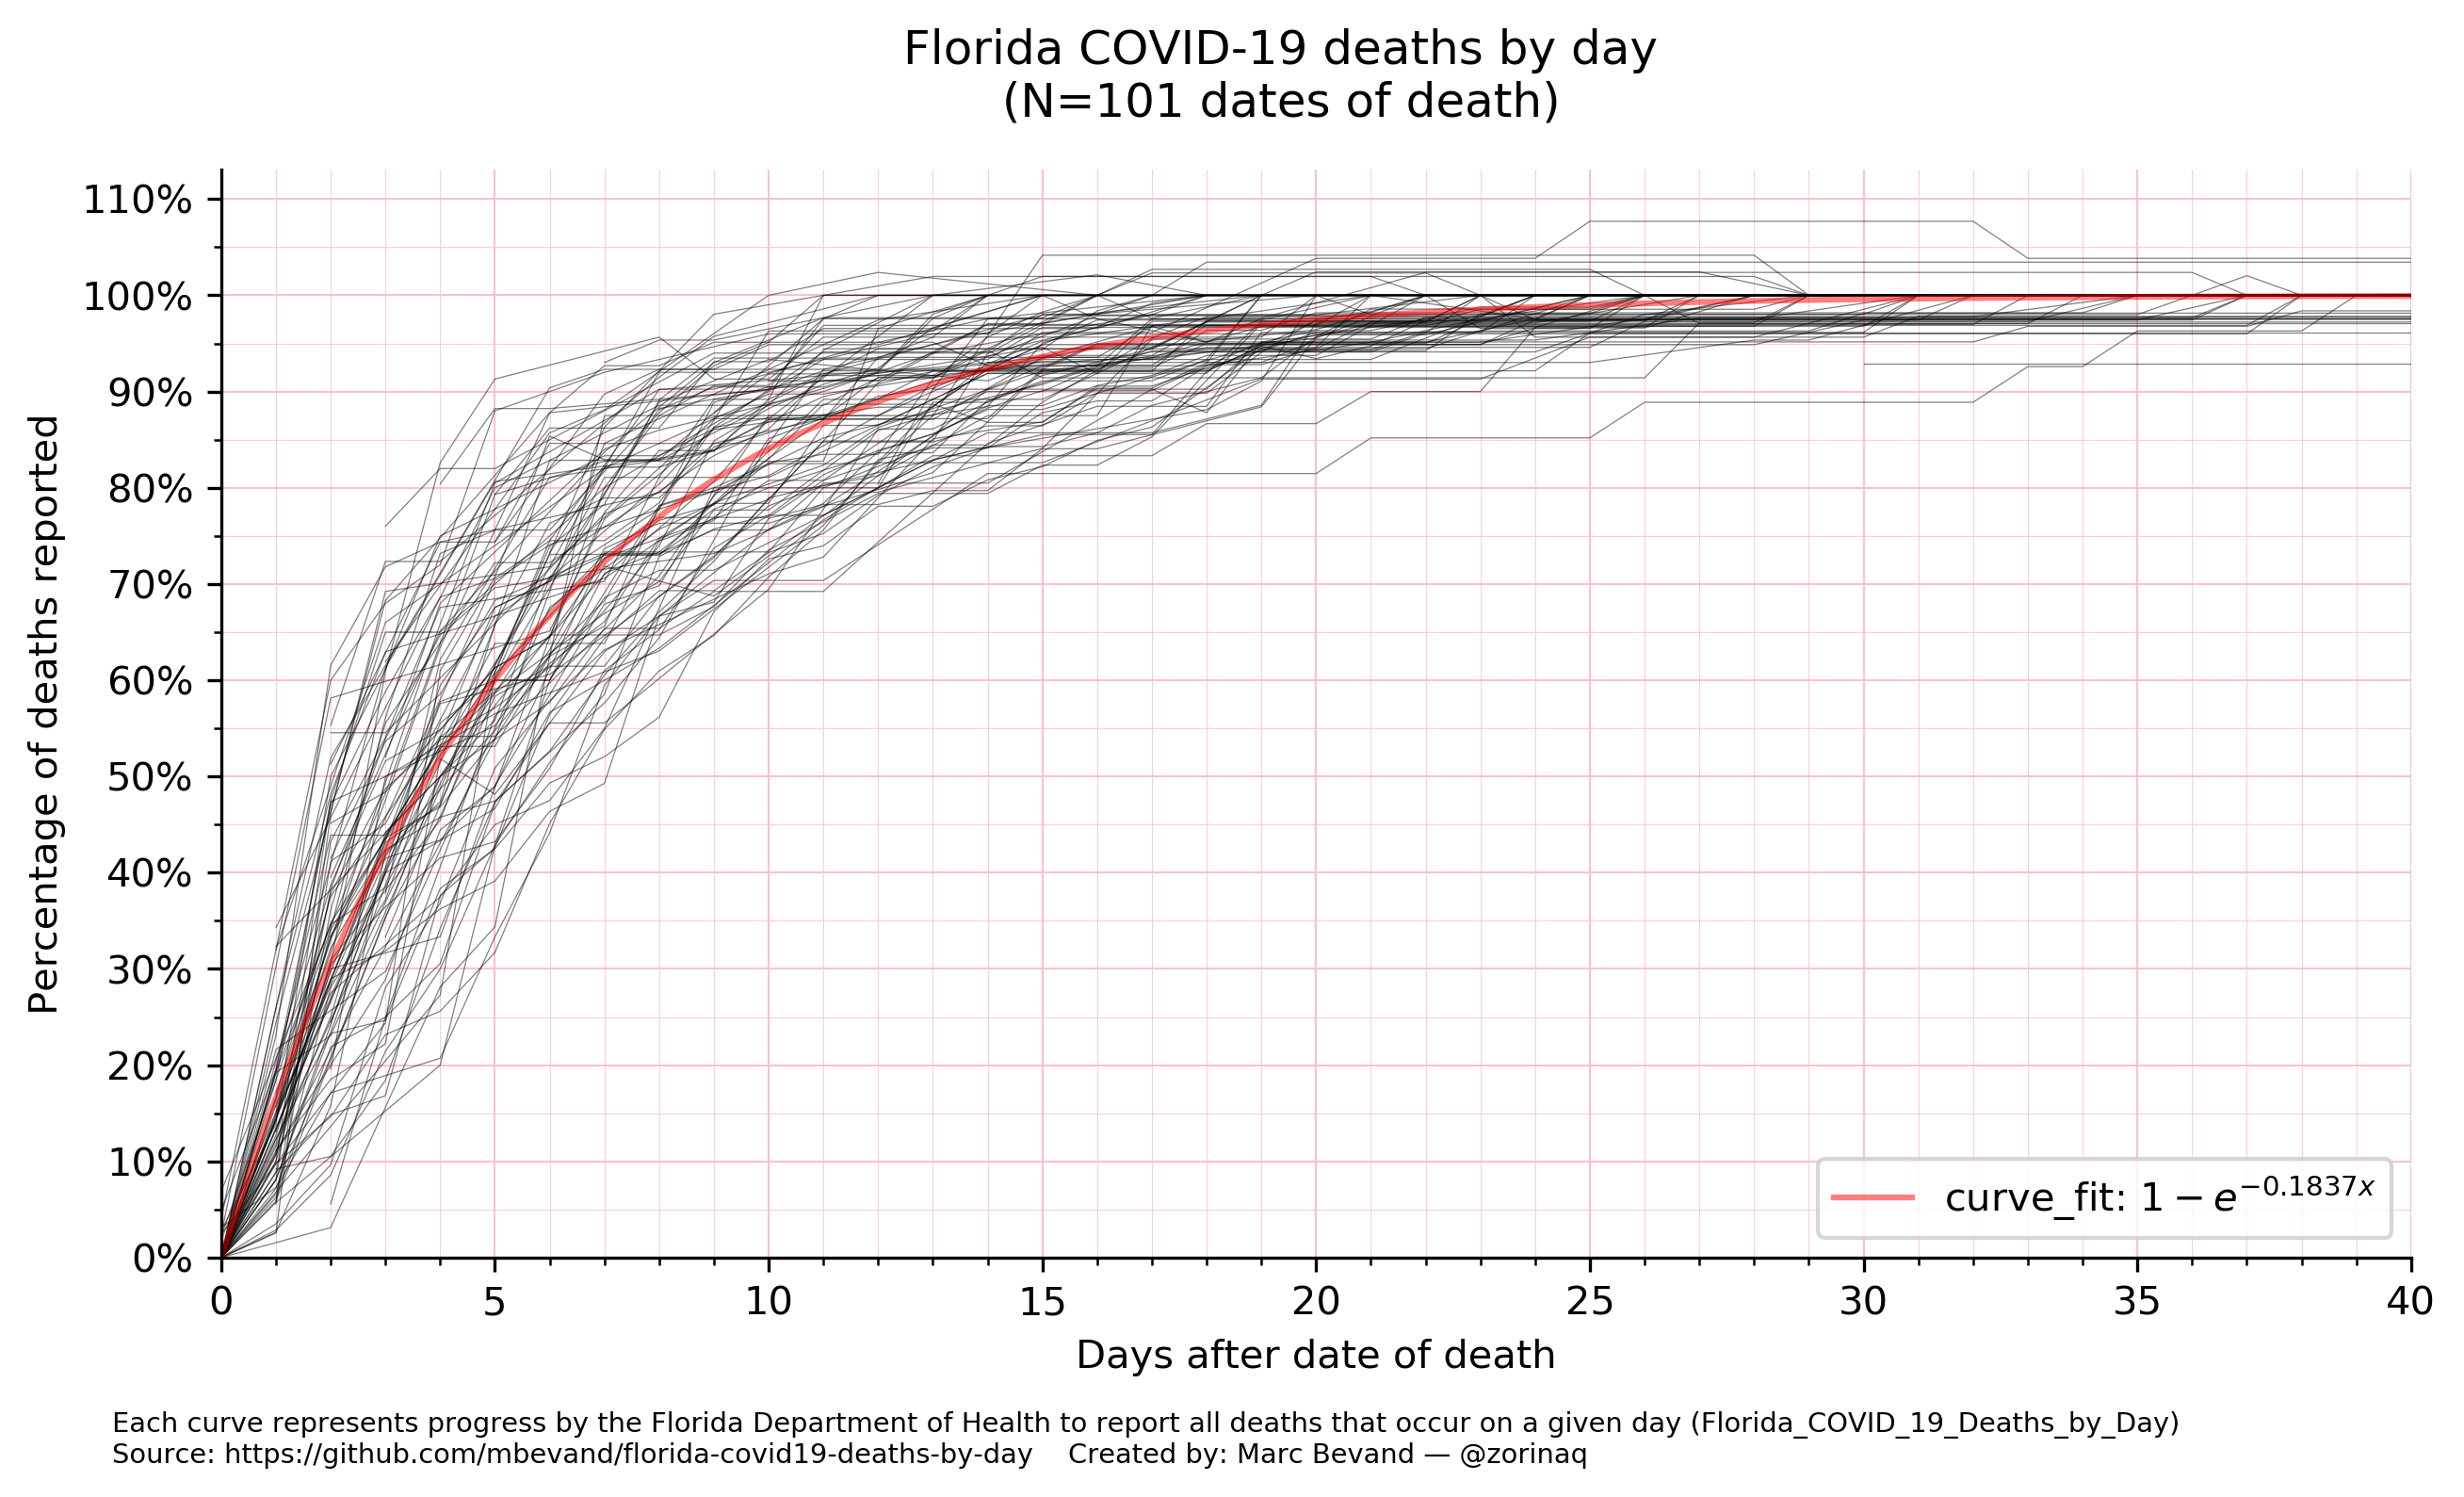 Florida COVID-19 deaths by day
(N=101 dates of death)
110%
100%
90%
80%
70%
60%
50%
40%
30%
20%
10%
0%
Percentage of deaths reported
curve_fit: 1 − e^−0.1837x
0 5 10 15 20 25 30 35 40
Days after date of death
Each curve represents progress by the Florida Department of Health to report all deaths that occur on a given day (Florida_COVID_19_Deaths_by_Day)
Source: https://github.com/mbevand/florida-covid19-deaths-by-day Created by: Marc Bevand — @zorinaq